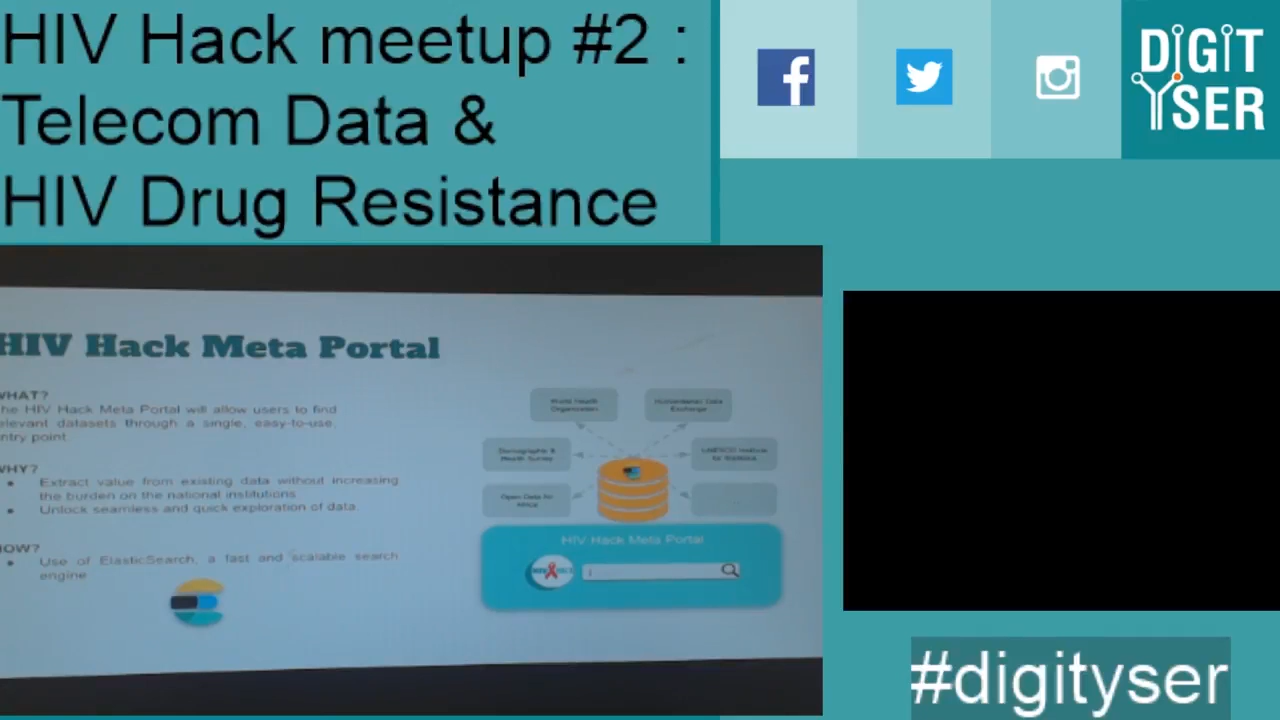 HIV Hack meetup #2 :
Telecom Data &
HIV Drug Resistance
DIGIT
YSER
HIV Hack Meta Portal
WHAT?
he HIV Hack Meta Portal will allow users to find
elevant datasets through a single, easy-to-use,
ntry point.
WHY?
Extract value from existing data without increasing
the burden on the national institutions
Unlock seamless and quick exploration of data.
HOW?
Use of ElasticSearch, a fast and scalable search
engine
World Health
Organization
Humanitarian Data
Exchange
Demographic &
Health Survey
UNESCO Institute
for Statistics
Open Data for
Africa
HIV Hack Meta Portal
#digityser